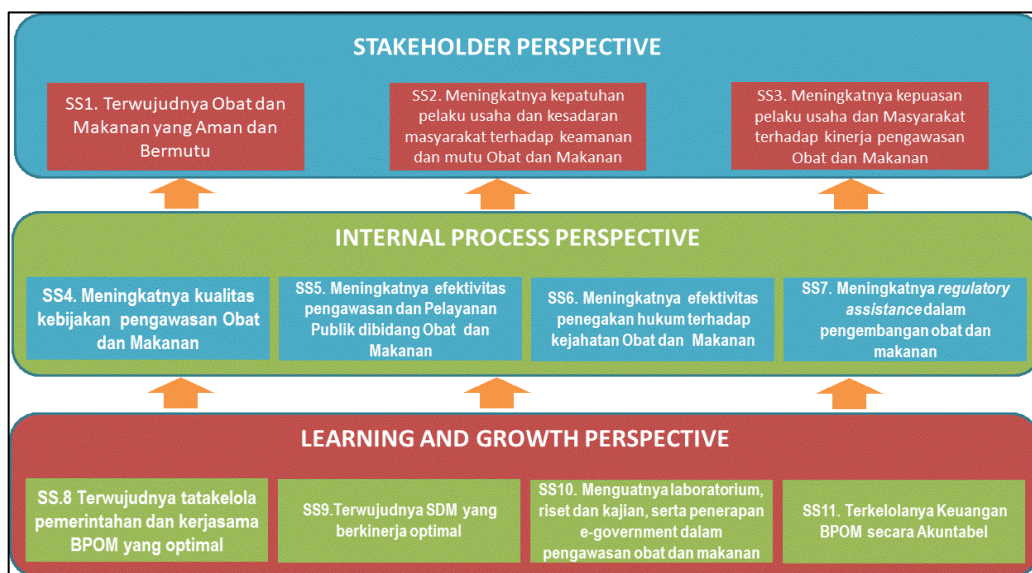 STAKEHOLDER PERSPECTIVE
SS1. Terwujudnya Obat dan
Makanan yang Aman dan
Bermutu
SS2. Meningkatnya kepatuhan
pelaku usaha dan kesadaran
masyarakat terhadap keamanan
dan mutu Obat dan Makanan
SS3. Meningkatnya kepuasan
pelaku usaha dan Masyarakat
terhadap kinerja pengawasan
Obat dan Makanan
INTERNAL PROCESS PERSPECTIVE
SS4. Meningkatnya kualitas
kebijakan pengawasan Obat
dan Makanan
SS5. Meningkatnya efektivitas
pengawasan dan Pelayanan
Publik dibidang Obat dan
Makanan
SS6. Meningkatnya efektivitas
penegakan hukum terhadap
kejahatan Obat dan Makanan
SS7. Meningkatnya regulatory
assistance dalam
pengembangan obat dan
makanan
LEARNING AND GROWTH PERSPECTIVE
SS.8 Terwujudnya tatakelola
pemerintahan dan kerjasama
BPOM yang optimal
SS9.Terwujudnya SDM yang
berkinerja optimal
SS10. Menguatnya laboratorium,
riset dan kajian, serta penerapan
e-government dalam
pengawasan obat dan makanan
SS11. Terkelolanya Keuangan
BPOM secara Akuntabel